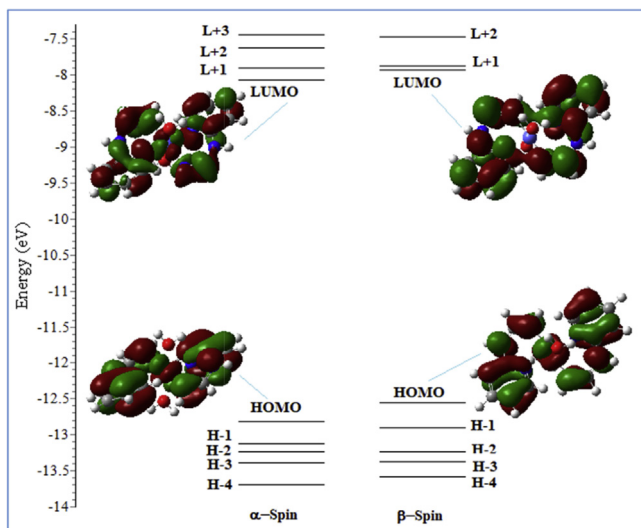 -7.5
-8
-8.5
-9
-9.5
-10
-10.5
-11
-11.5
-12
-12.5
-13
-13.5
-14
Energy (eV)
L+3
L+2
L+1
LUMO
HOMO
H-1
H-2
H-3
H-4
α-Spin
L+2
L+1
LUMO
HOMO
H-1
H-2
H-3
H-4
β-Spin